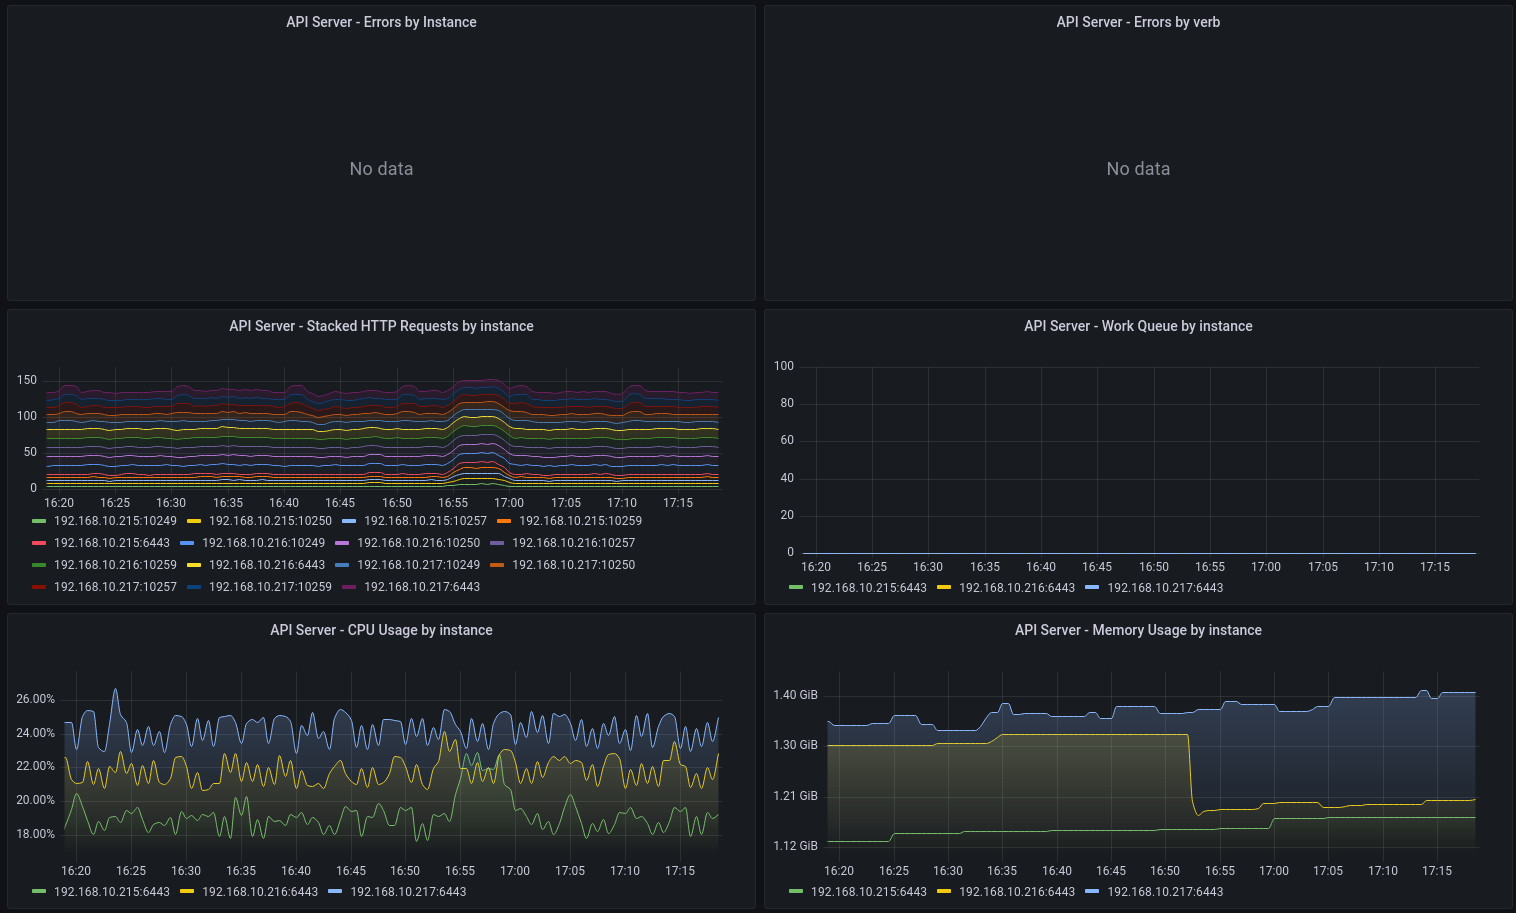 API Server - Errors by Instance
No data
API Server - Errors by verb
No data
API Server - Stacked HTTP Requests by instance
150
100
50
0
16:20 16:25 16:30 16:35 16:40 16:45 16:50 16:55 17:00 17:05 17:10 17:15
192.168.10.215:10249 192.168.10.215:10250 192.168.10.215:10257 192.168.10.215:10259
192.168.10.215:6443 192.168.10.216:10249 192.168.10.216:10250 192.168.10.216:10257
192.168.10.216:10259 192.168.10.216:6443 192.168.10.217:10249 192.168.10.217:10250
192.168.10.217:10257 192.168.10.217:10259 192.168.10.217:6443
API Server - Work Queue by instance
100
80
60
40
20
0
16:20 16:25 16:30 16:35 16:40 16:45 16:50 16:55 17:00 17:05 17:10 17:15
192.168.10.215:6443 192.168.10.216:6443 192.168.10.217:6443
API Server - CPU Usage by instance
26.00%
24.00%
22.00%
20.00%
18.00%
16:20 16:25 16:30 16:35 16:40 16:45 16:50 16:55 17:00 17:05 17:10 17:15
192.168.10.215:6443 192.168.10.216:6443 192.168.10.217:6443
API Server - Memory Usage by instance
1.40 GiB
1.30 GiB
1.21 GiB
1.12 GiB
16:20 16:25 16:30 16:35 16:40 16:45 16:50 16:55 17:00 17:05 17:10 17:15
192.168.10.215:6443 192.168.10.216:6443 192.168.10.217:6443